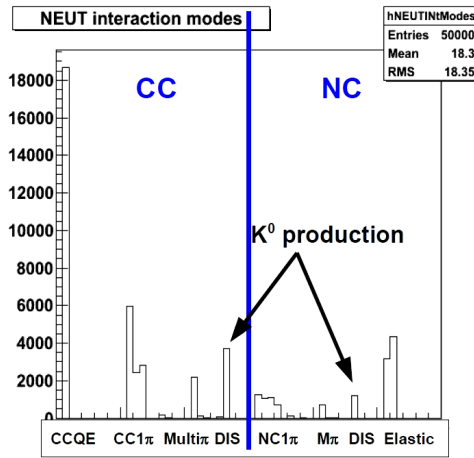 NEUT interaction modes
hNEUTINtModes
Entries 50000
Mean 18.3
RMS 18.35
CC NC
18000
16000
14000
12000
10000
8000
6000
4000
2000
0
K⁰ production
CCQE CC1π Multiπ DIS NC1π Mπ DIS Elastic